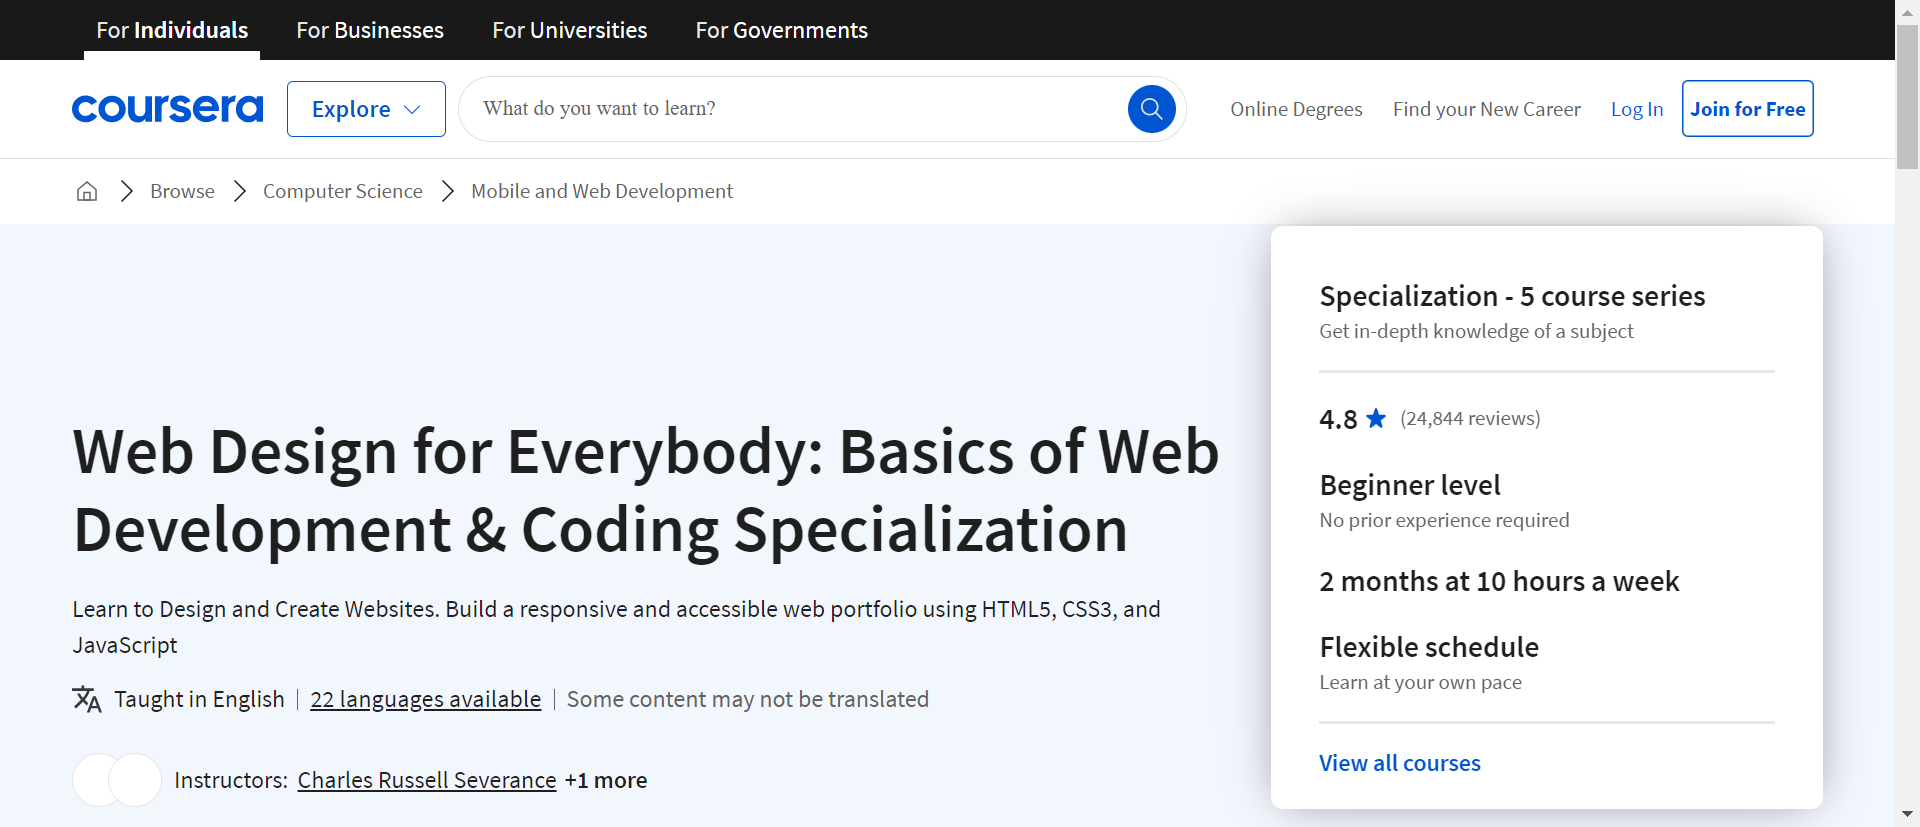 For Individuals
For Businesses
For Universities
For Governments
coursera
Explore
What do you want to learn?
Online Degrees
Find your New Career
Log In
Join for Free
Browse
Computer Science
Mobile and Web Development
Web Design for Everybody: Basics of Web
Development & Coding Specialization
Learn to Design and Create Websites. Build a responsive and accessible web portfolio using HTML5, CSS3, and
JavaScript
Taught in English
22 languages available
Some content may not be translated
Instructors: Charles Russell Severance +1 more
Specialization - 5 course series
Get in-depth knowledge of a subject
4.8 ★ (24,844 reviews)
Beginner level
No prior experience required
2 months at 10 hours a week
Flexible schedule
Learn at your own pace
View all courses